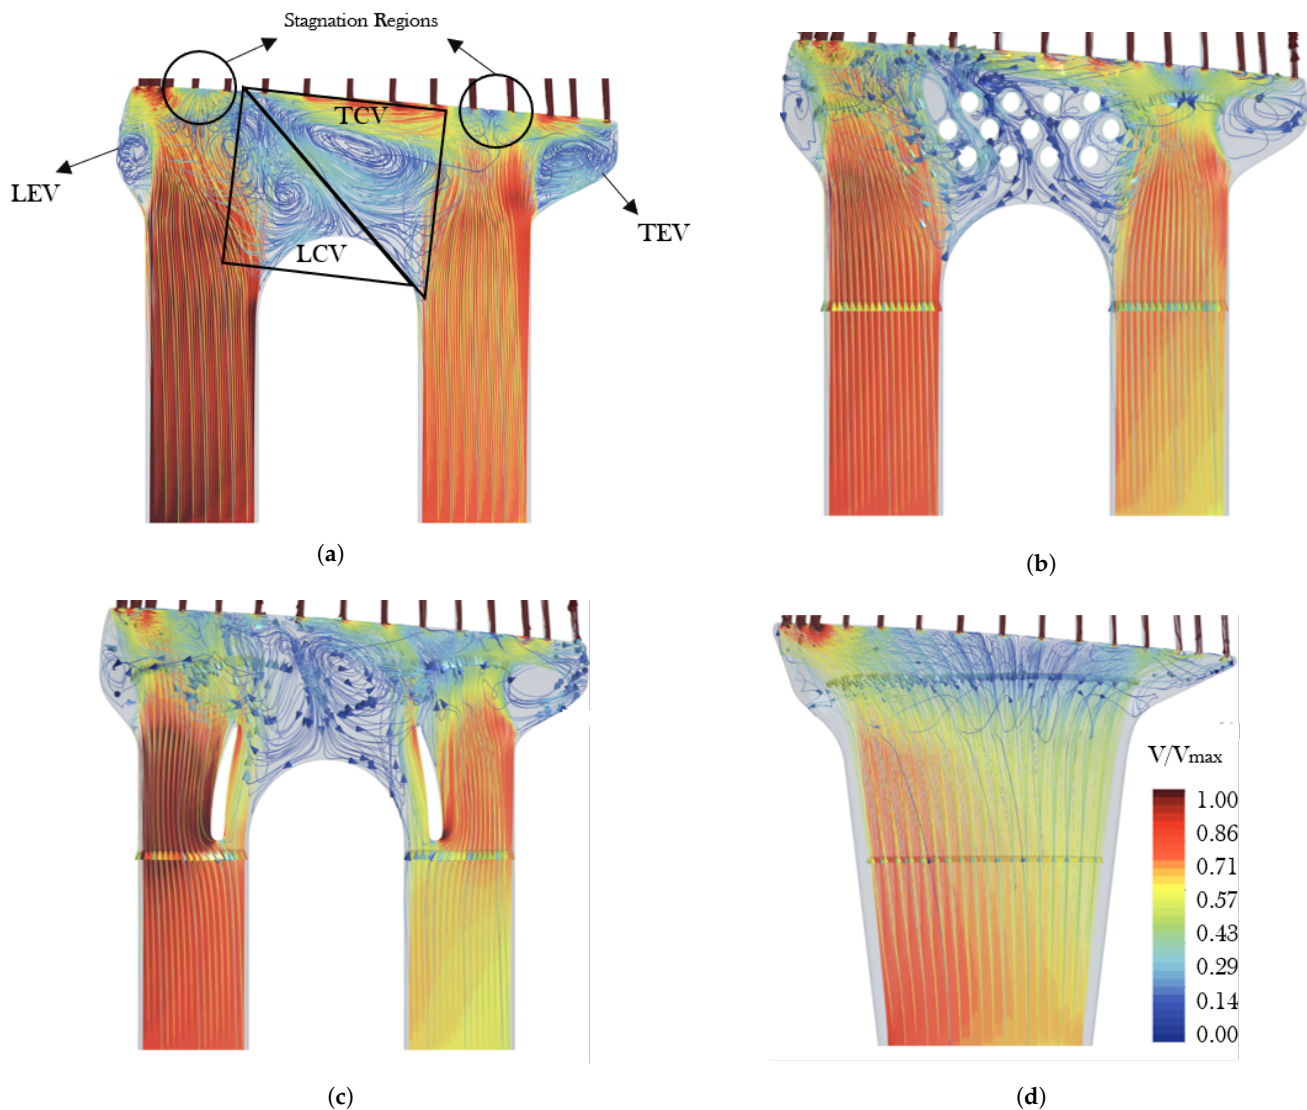 Stagnation Regions
TCV
LEV
TEV
LCV
(a)
(b)
V/Vmax
1.00
0.86
0.71
0.57
0.43
0.29
0.14
0.00
(c)
(d)